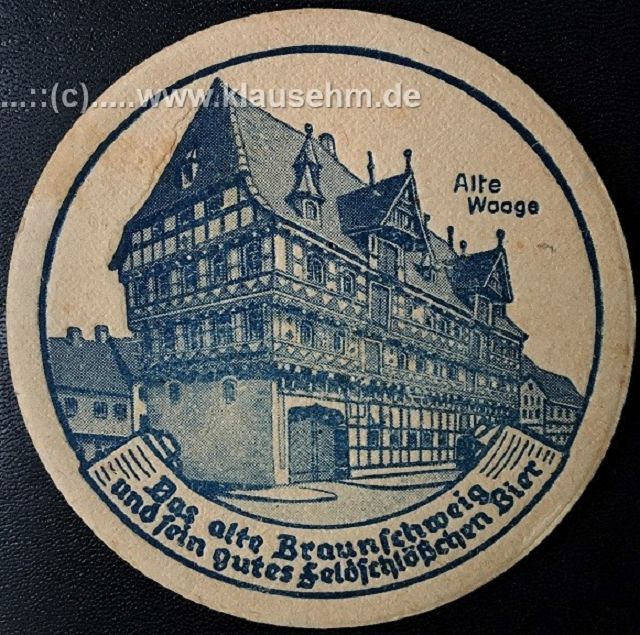 ...::(c).....www.klausehm.de
Alte
Waage
Das alte Braunschweig
und sein gutes Feldschlößchen Bier